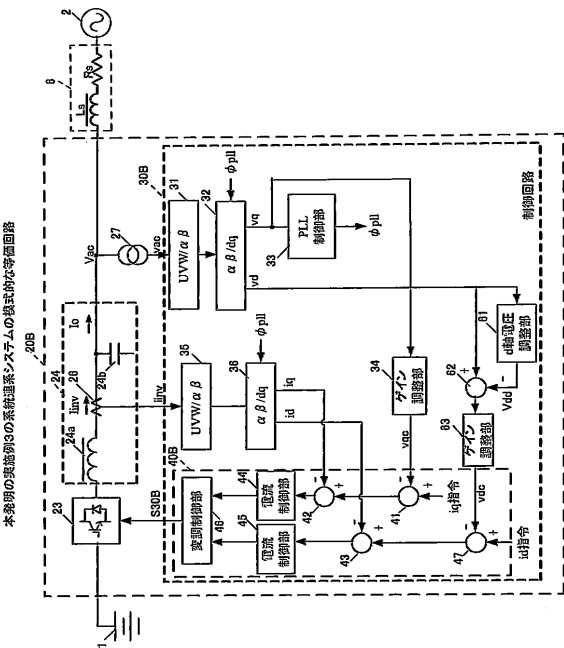 本発明の実施例3の系統連系システムの模式的な等価回路
20B
2
6
Rs
Ls
Vac
27
24
26
24a
24b
Iinv
Io
23
1
S30B
30B
vac
iinv
31
UVW/αβ
32
αβ/dq
φpll
vq
vd
33
PLL
制御部
φpll
35
UVW/αβ
36
αβ/dq
φpll
iq
id
34
ゲイン
調整部
vqc
61
d軸電圧
調整部
62
+
-
Vdd
63
ゲイン
調整部
vdc
40B
46
変調制御部
44
電流
制御部
45
電流
制御部
42
-
+
41
-
+
iq指令
43
-
+
47
+
+
id指令
制御回路